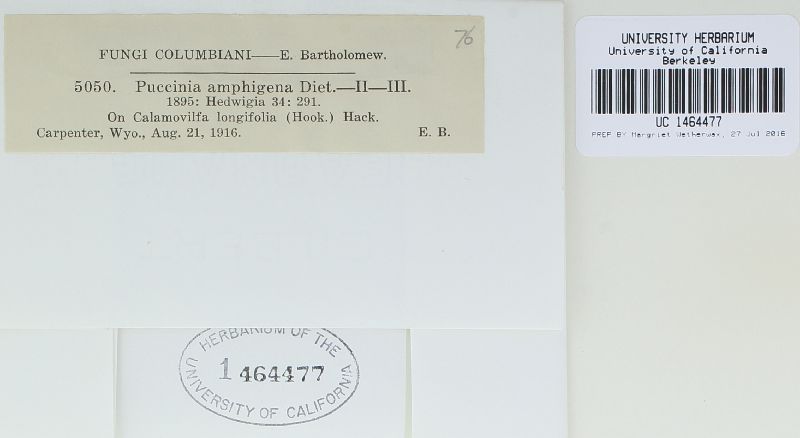 76
FUNGI COLUMBIANI——E. Bartholomew.
5050. Puccinia amphigena Diet.—II—III.
1895: Hedwigia 34: 291.
On Calamovilfa longifolia (Hook.) Hack.
Carpenter, Wyo., Aug. 21, 1916. E. B.
UNIVERSITY HERBARIUM
University of California
Berkeley
UC 1464477
PREP BY Margriet Wetherwax, 27 Jul 2016
HERBARIUM OF THE
1464477
UNIVERSITY OF CALIFORNIA